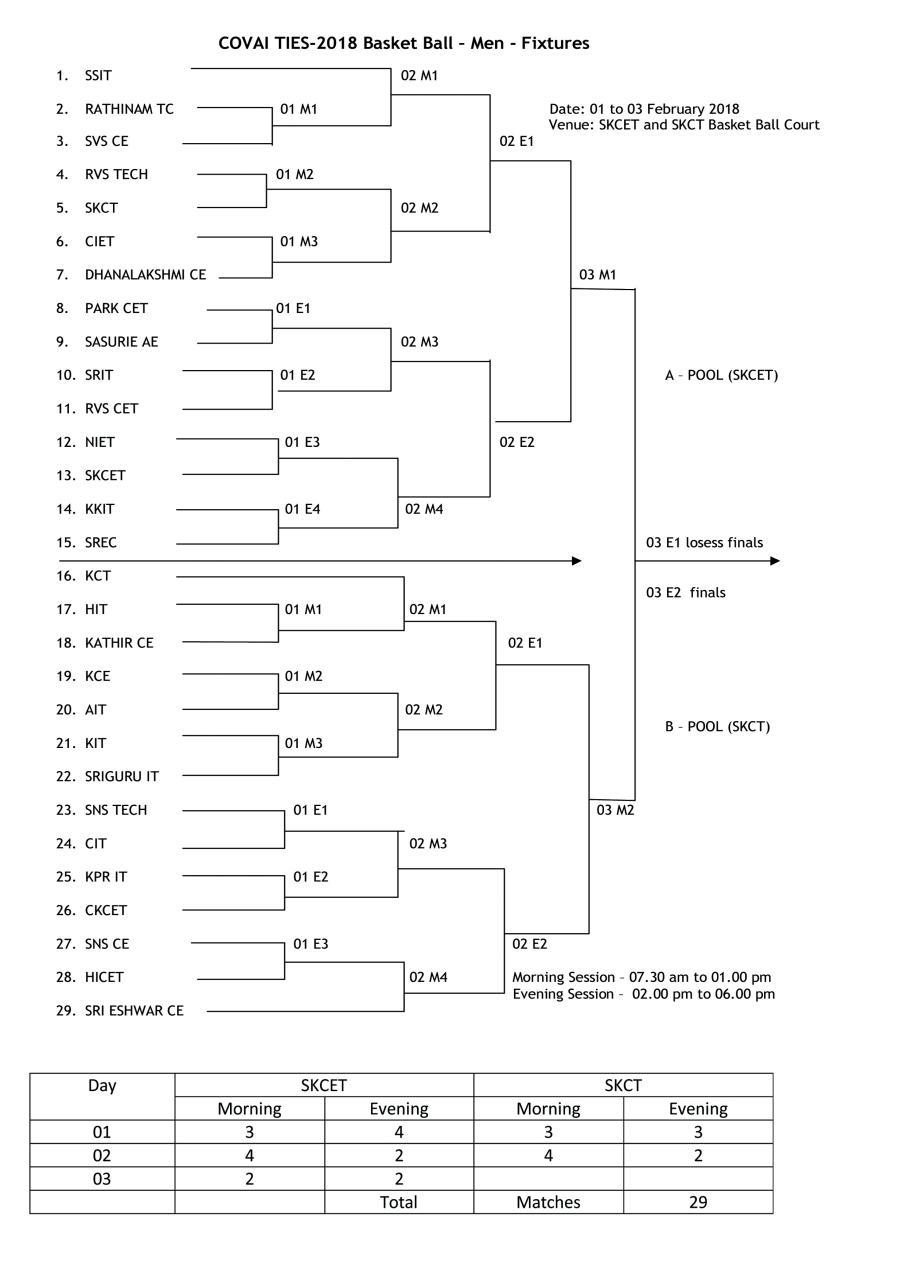 COVAI TIES-2018 Basket Ball – Men - Fixtures
1. SSIT
02 M1
2. RATHINAM TC
01 M1
Date: 01 to 03 February 2018
Venue: SKCET and SKCT Basket Ball Court
3. SVS CE
02 E1
4. RVS TECH
01 M2
5. SKCT
02 M2
6. CIET
01 M3
7. DHANALAKSHMI CE
03 M1
8. PARK CET
01 E1
9. SASURIE AE
02 M3
10. SRIT
01 E2
A – POOL (SKCET)
11. RVS CET
12. NIET
01 E3
02 E2
13. SKCET
14. KKIT
01 E4
02 M4
15. SREC
03 E1 losess finals
16. KCT
03 E2 finals
17. HIT
01 M1
02 M1
18. KATHIR CE
02 E1
19. KCE
01 M2
20. AIT
02 M2
B – POOL (SKCT)
21. KIT
01 M3
22. SRIGURU IT
23. SNS TECH
01 E1
03 M2
24. CIT
02 M3
25. KPR IT
01 E2
26. CKCET
27. SNS CE
01 E3
02 E2
28. HICET
02 M4
Morning Session – 07.30 am to 01.00 pm
Evening Session – 02.00 pm to 06.00 pm
29. SRI ESHWAR CE
Day SKCET SKCT
Morning Evening Morning Evening
01 3 4 3 3
02 4 2 4 2
03 2 2
Total Matches 29